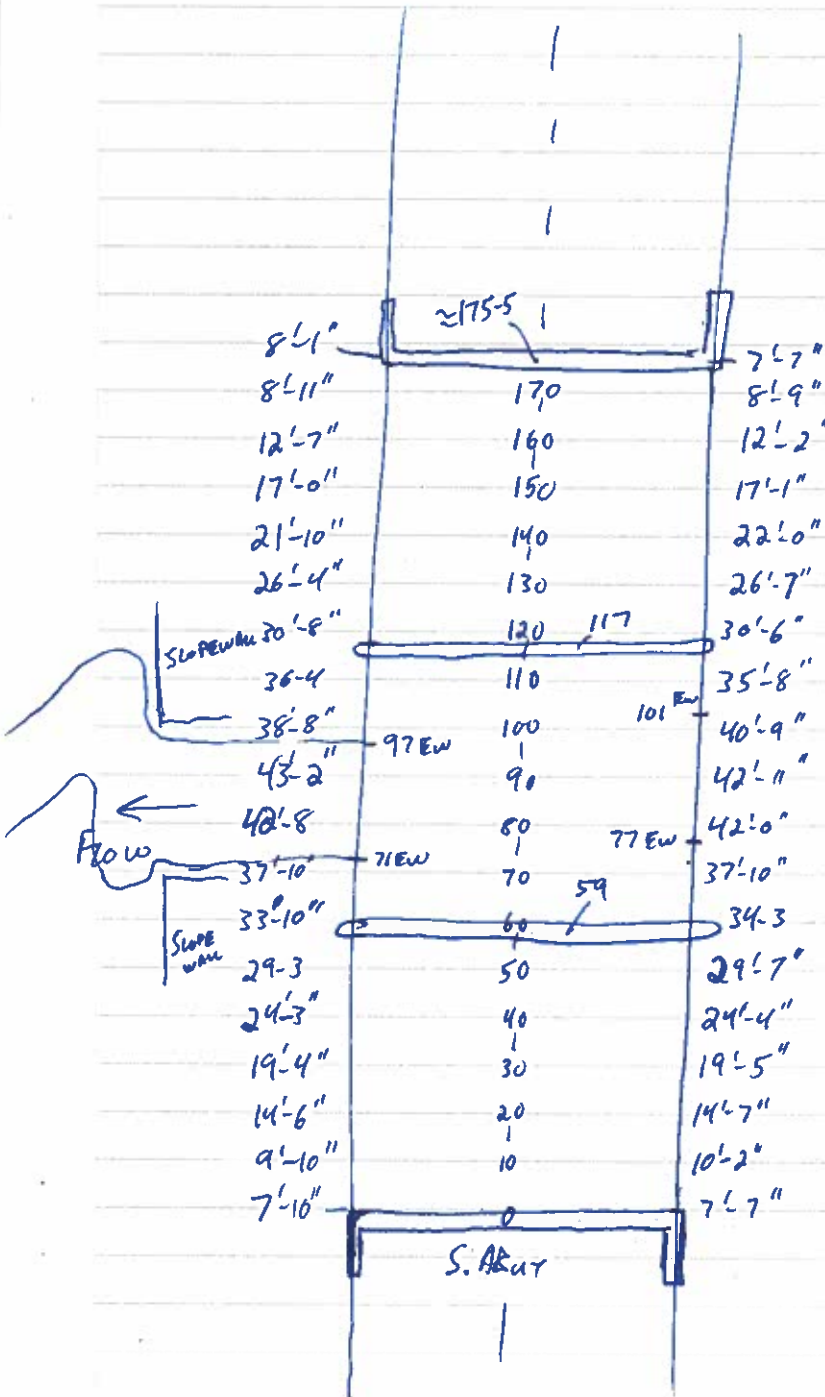 ≈175-5
8'-1" 7'-7"
8'-11" 170 8'-9"
12'-7" 160 12'-2"
17'-0" 150 17'-1"
21'-10" 140 22'-0"
26'-4" 130 26'-7"
SLOPEWALL 30'-8" 120 117 30'-6"
36-4 110 35'-8"
101 EW
38'-8" 100 40'-9"
97 EW
43'-2" 90 42'-11"
42'-8 80 42'-0"
77 EW
FLOW
71 EW
37'-10" 70 37'-10"
59
33'-10" 60 34-3
SLOPE
WALL
29-3 50 29'-7"
24'-3" 40 24'-4"
19'-4" 30 19'-5"
14'-6" 20 14'-7"
9'-10" 10 10'-2"
7'-10" 0 7'-7"
S. ABUT